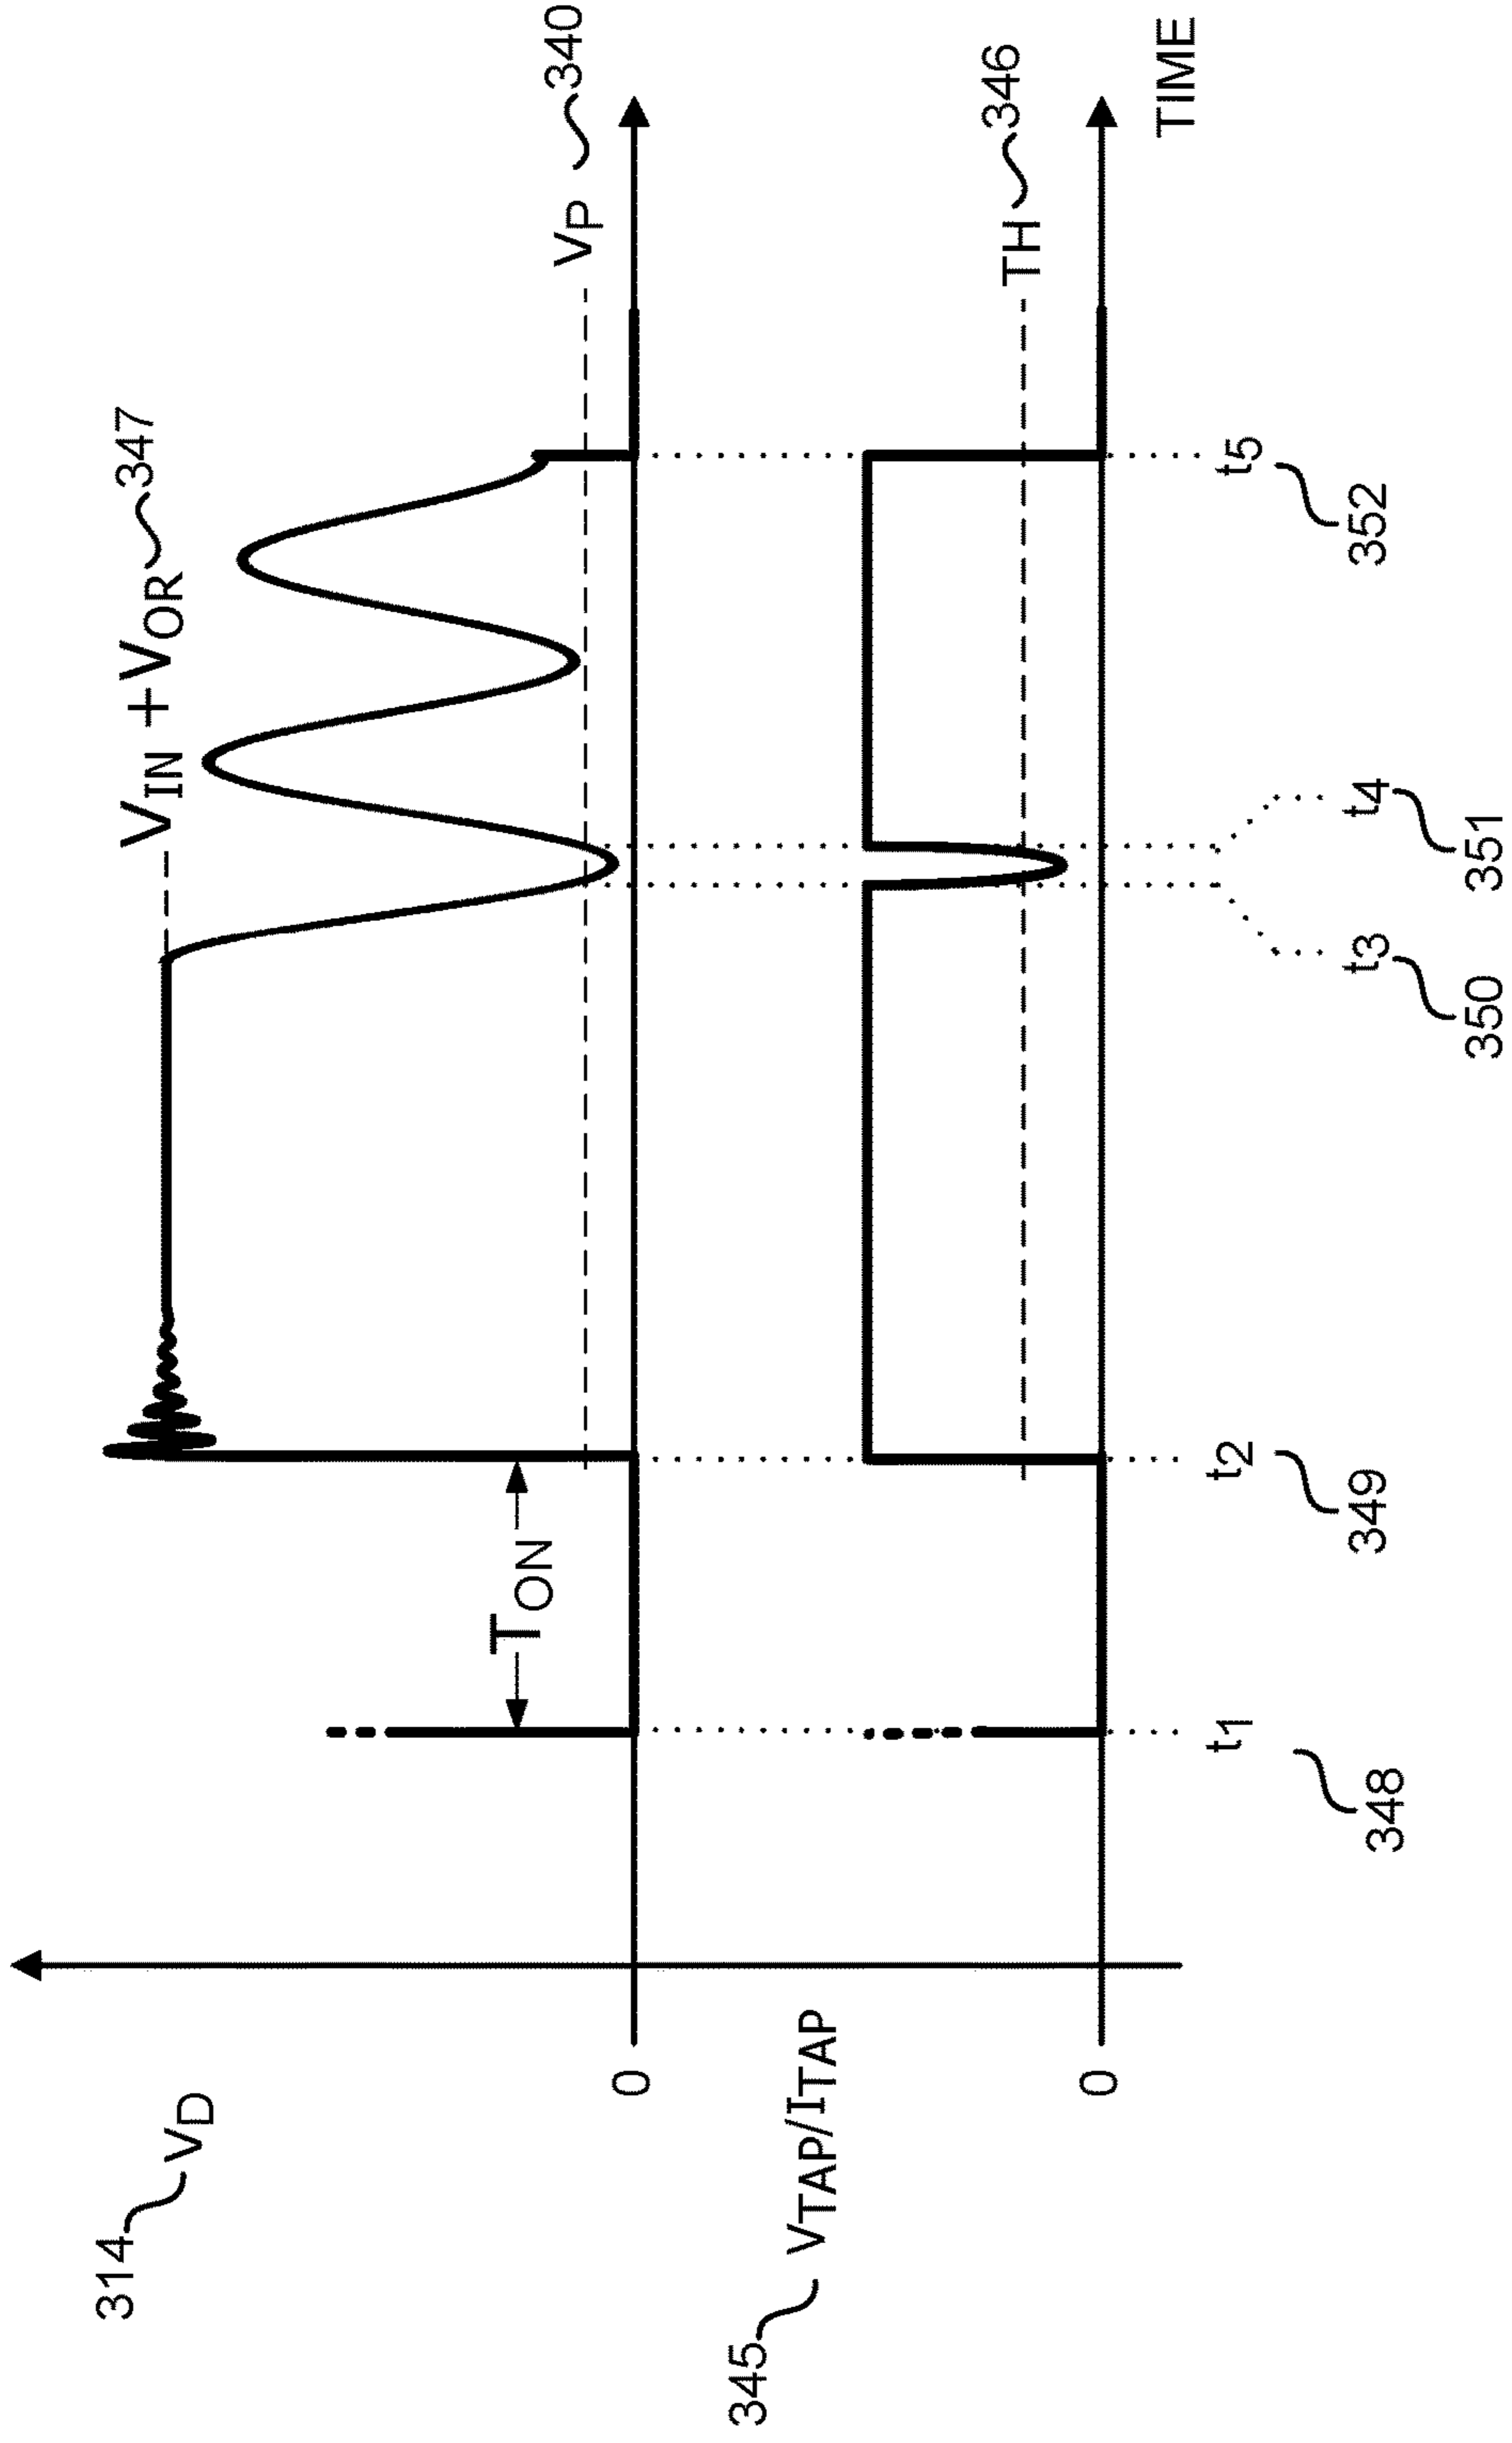 314 VD
VIN +VOR 347
TON
VP 340
0
345 VTAP/ITAP
TH 346
0
TIME
t1
348
t2
349
t3
350
t4
351
t5
352